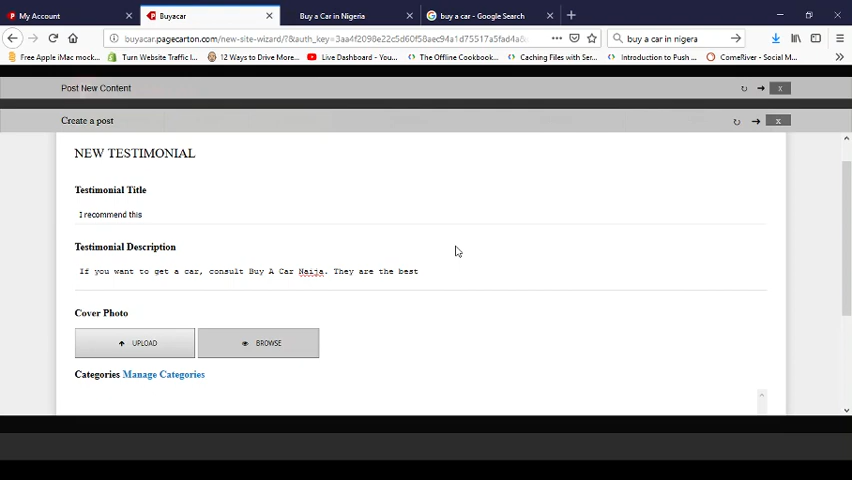 My Account
Buyacar
Buy a Car in Nigeria
buy a car - Google Search
buyacar.pagecarton.com/new-site-wizard/?&auth_key=3aa4f2098e22c5d60f58aec94a1d75517a5fad4a8
buy a car in nigera
Free Apple iMac mock...
Turn Website Traffic I...
12 Ways to Drive More...
Live Dashboard - You...
The Offline Cookbook...
Caching Files with Ser...
Introduction to Push ...
ComeRiver - Social M...
Post New Content
x
Create a post
x
NEW TESTIMONIAL
Testimonial Title
I recommend this
Testimonial Description
If you want to get a car, consult Buy A Car Naija. They are the best
Cover Photo
UPLOAD
BROWSE
Categories Manage Categories